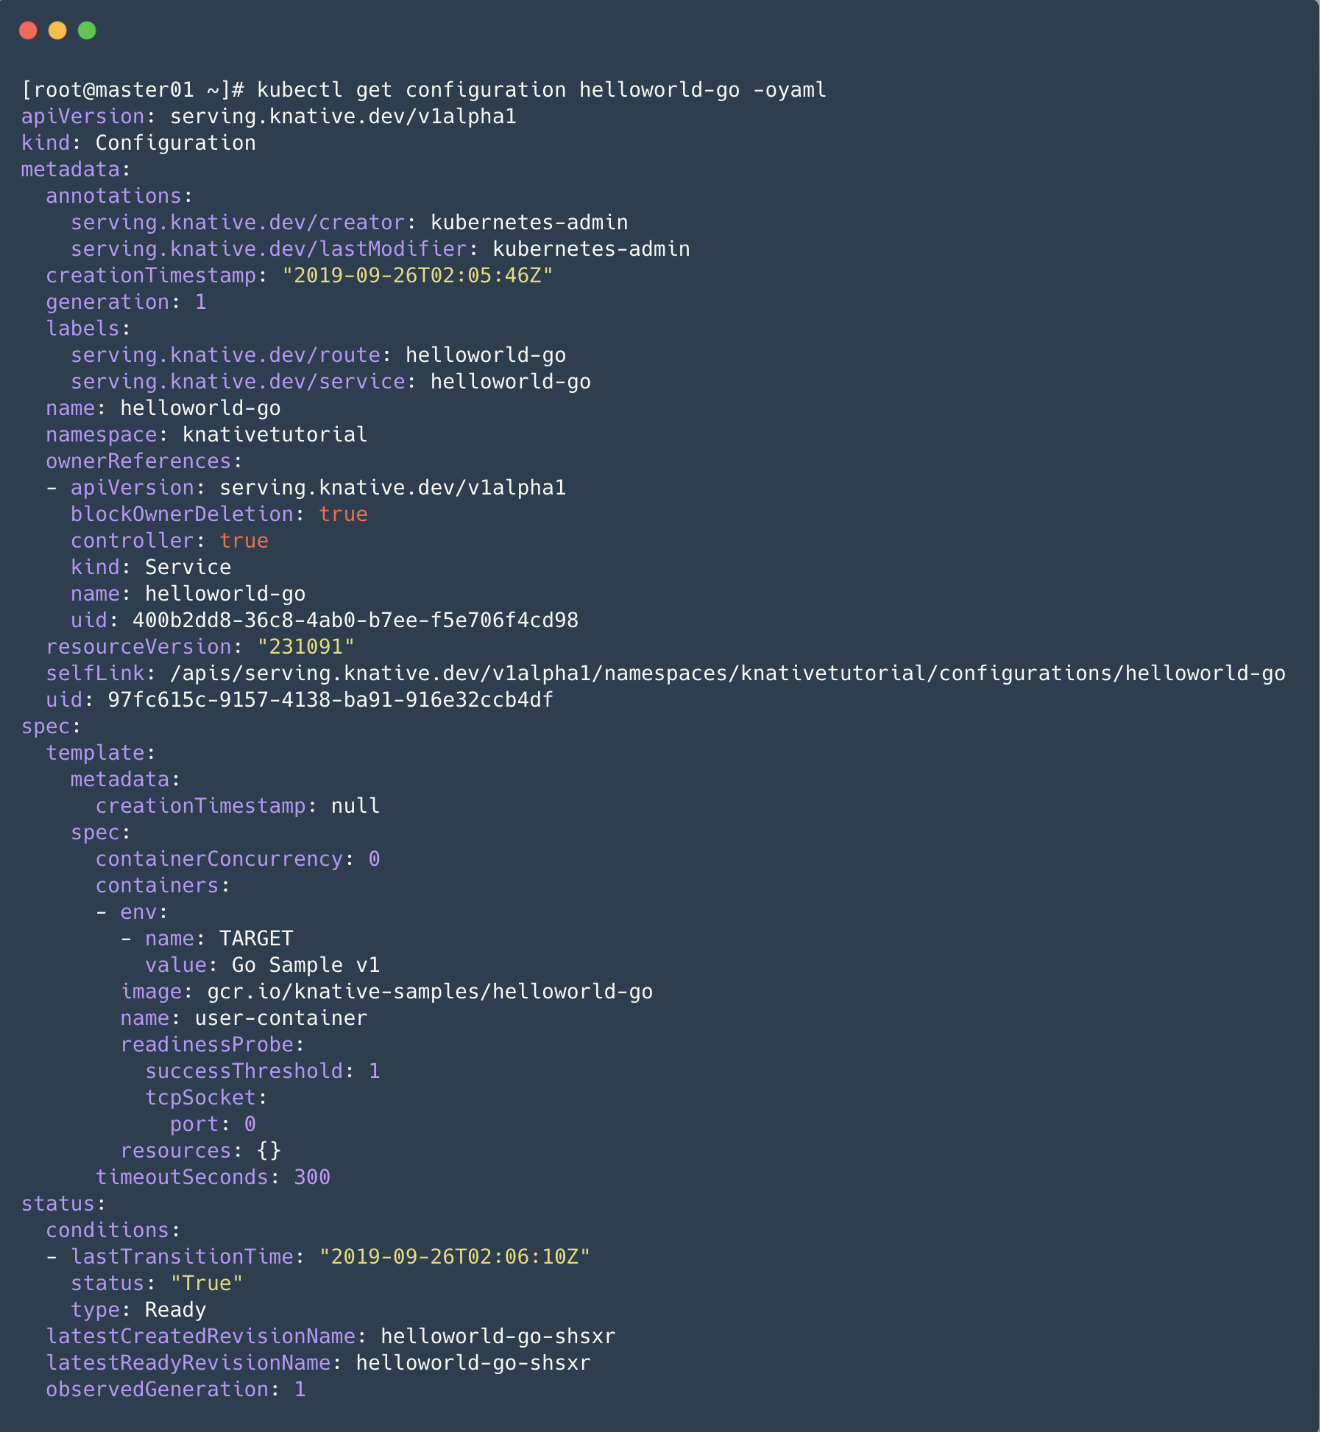 [root@master01 ~]# kubectl get configuration helloworld-go -oyaml
apiVersion: serving.knative.dev/v1alpha1
kind: Configuration
metadata:
  annotations:
    serving.knative.dev/creator: kubernetes-admin
    serving.knative.dev/lastModifier: kubernetes-admin
  creationTimestamp: "2019-09-26T02:05:46Z"
  generation: 1
  labels:
    serving.knative.dev/route: helloworld-go
    serving.knative.dev/service: helloworld-go
  name: helloworld-go
  namespace: knativetutorial
  ownerReferences:
  - apiVersion: serving.knative.dev/v1alpha1
    blockOwnerDeletion: true
    controller: true
    kind: Service
    name: helloworld-go
    uid: 400b2dd8-36c8-4ab0-b7ee-f5e706f4cd98
  resourceVersion: "231091"
  selfLink: /apis/serving.knative.dev/v1alpha1/namespaces/knativetutorial/configurations/helloworld-go
  uid: 97fc615c-9157-4138-ba91-916e32ccb4df
spec:
  template:
    metadata:
      creationTimestamp: null
    spec:
      containerConcurrency: 0
      containers:
      - env:
        - name: TARGET
          value: Go Sample v1
        image: gcr.io/knative-samples/helloworld-go
        name: user-container
        readinessProbe:
          successThreshold: 1
          tcpSocket:
            port: 0
        resources: {}
      timeoutSeconds: 300
status:
  conditions:
  - lastTransitionTime: "2019-09-26T02:06:10Z"
    status: "True"
    type: Ready
  latestCreatedRevisionName: helloworld-go-shsxr
  latestReadyRevisionName: helloworld-go-shsxr
  observedGeneration: 1